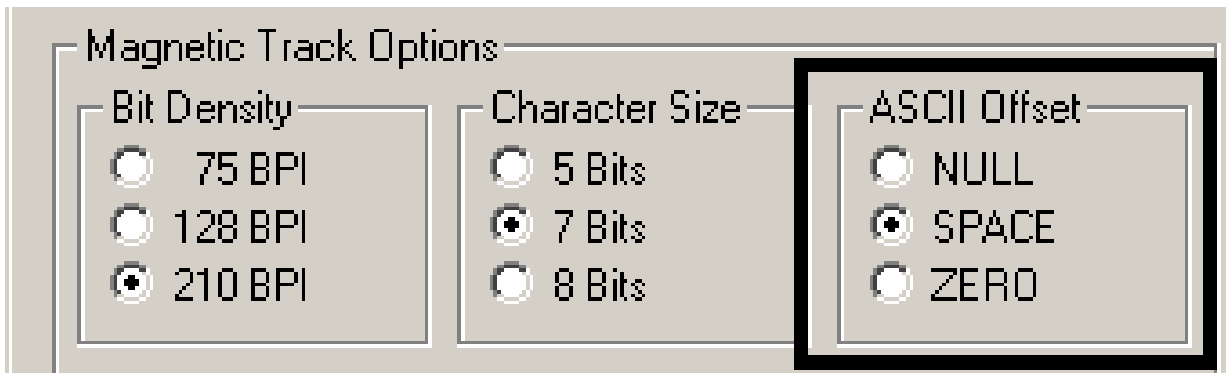 Magnetic Track Options
Bit Density
75 BPI
128 BPI
210 BPI
Character Size
5 Bits
7 Bits
8 Bits
ASCII Offset
NULL
SPACE
ZERO